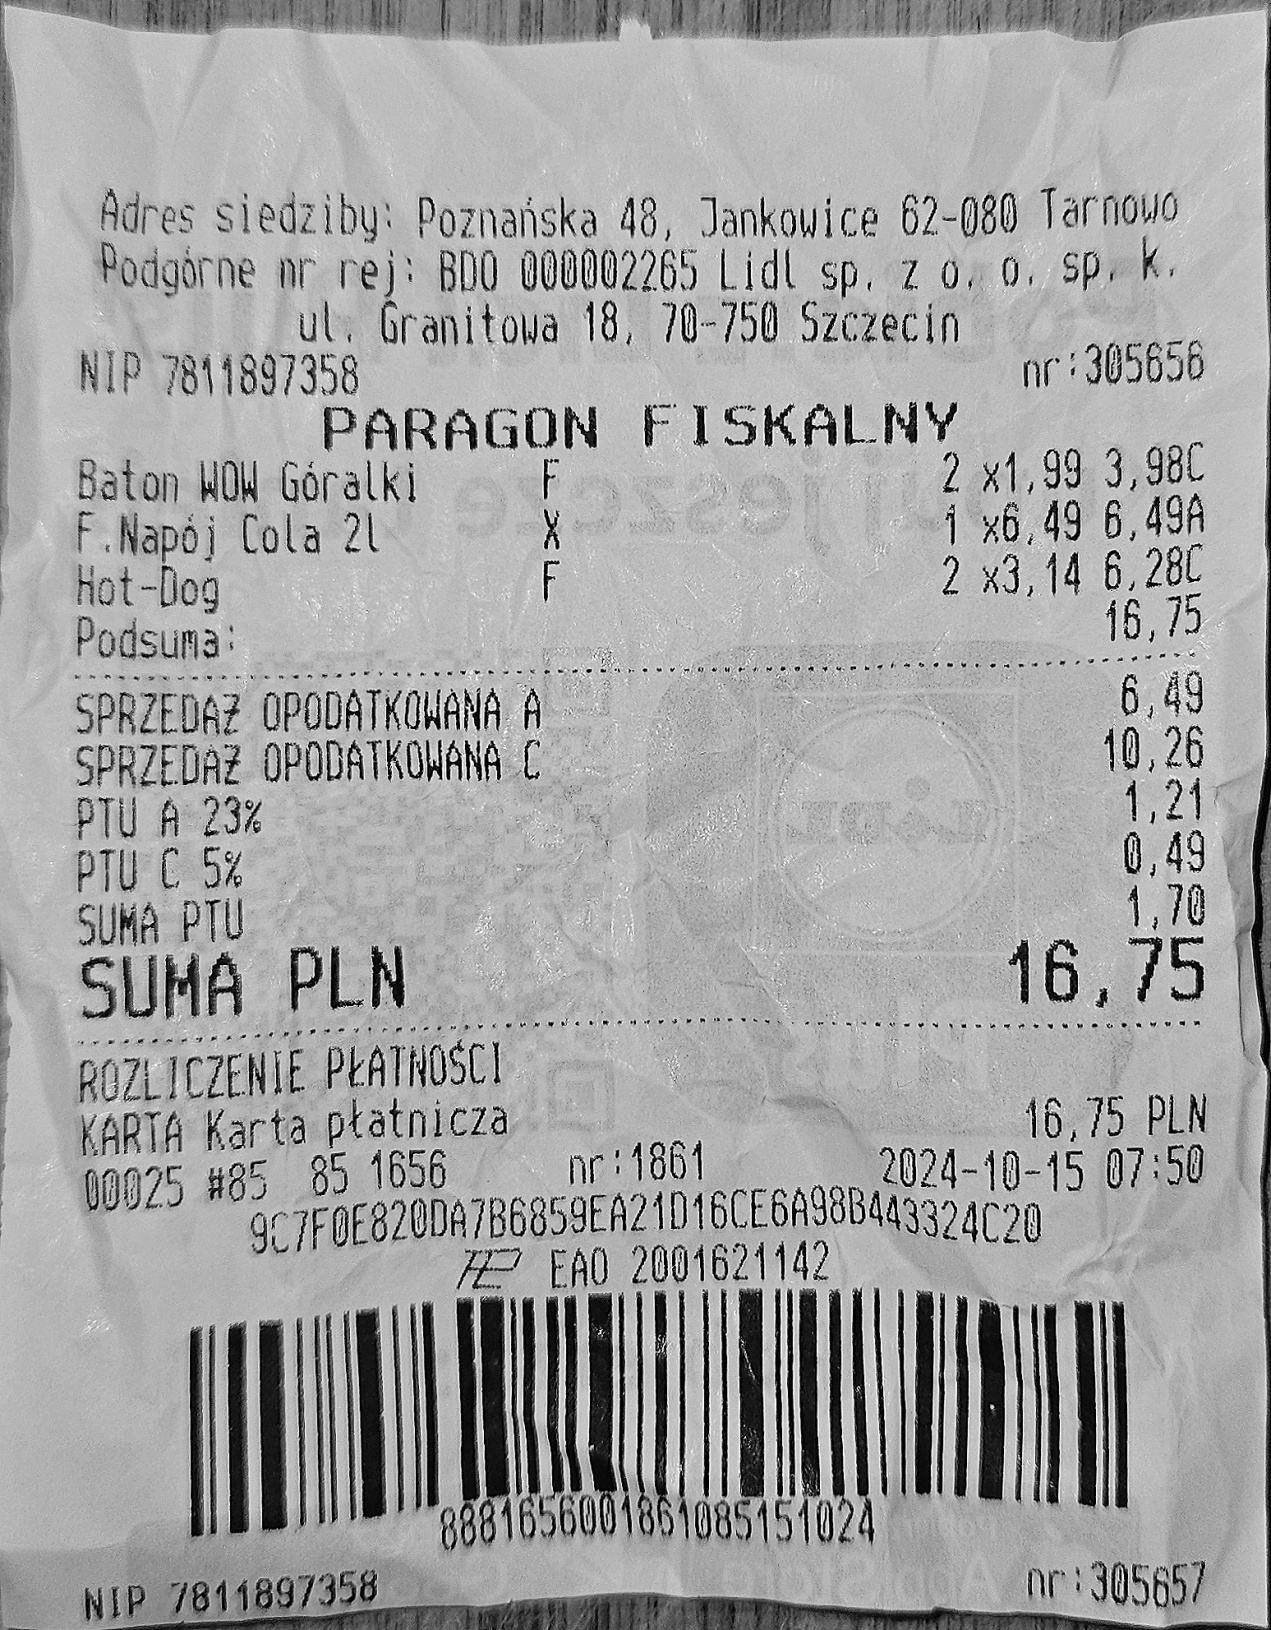 Adres siedziby: Poznańska 48, Jankowice 62-080 Tarnowo
Podgórne nr rej: BDO 000002265 Lidl sp. z o. o. sp. k.
ul. Granitowa 18, 70-750 Szczecin
NIP 7811897358 nr:305656
PARAGON FISKALNY
Baton WOW Góralki F 2 x1,99 3,98C
F.Napój Cola 2l X 1 x6,49 6,49A
Hot-Dog F 2 x3,14 6,28C
Podsuma: 16,75
SPRZEDAŻ OPODATKOWANA A 6,49
SPRZEDAŻ OPODATKOWANA C 10,26
PTU A 23% 1,21
PTU C 5% 0,49
SUMA PTU 1,70
SUMA PLN 16,75
ROZLICZENIE PŁATNOŚCI
KARTA Karta płatnicza 16,75 PLN
00025 #85 85 1656 nr:1861 2024-10-15 07:50
9C7F0E820DA7B6859EA21D16CE6A98B443324C20
EAO 2001621142
8881656001861085151024
NIP 7811897358 nr:305657